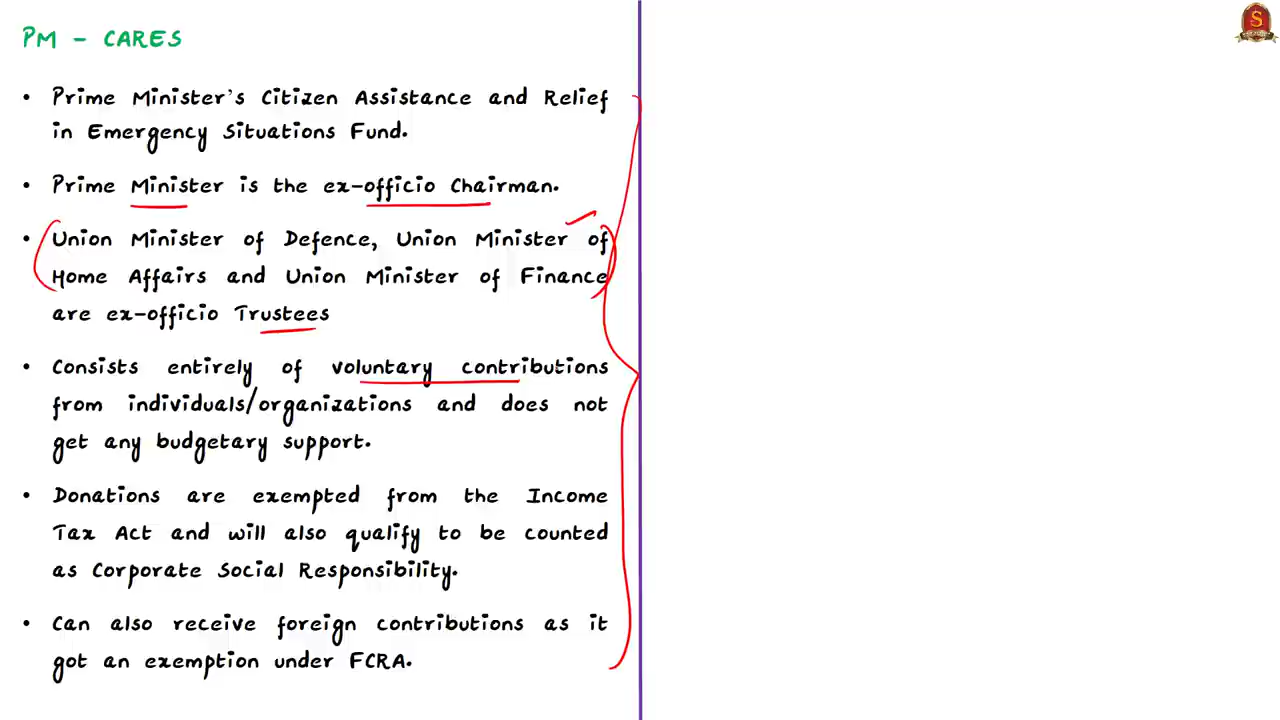 PM - CARES
• Prime Minister's Citizen Assistance and Relief
in Emergency Situations Fund.
• Prime Minister is the ex-officio Chairman.
• Union Minister of Defence, Union Minister of
Home Affairs and Union Minister of Finance
are ex-officio Trustees
• Consists entirely of voluntary contributions
from individuals/organizations and does not
get any budgetary support.
• Donations are exempted from the Income
Tax Act and will also qualify to be counted
as Corporate Social Responsibility.
• Can also receive foreign contributions as it
got an exemption under FCRA.
S